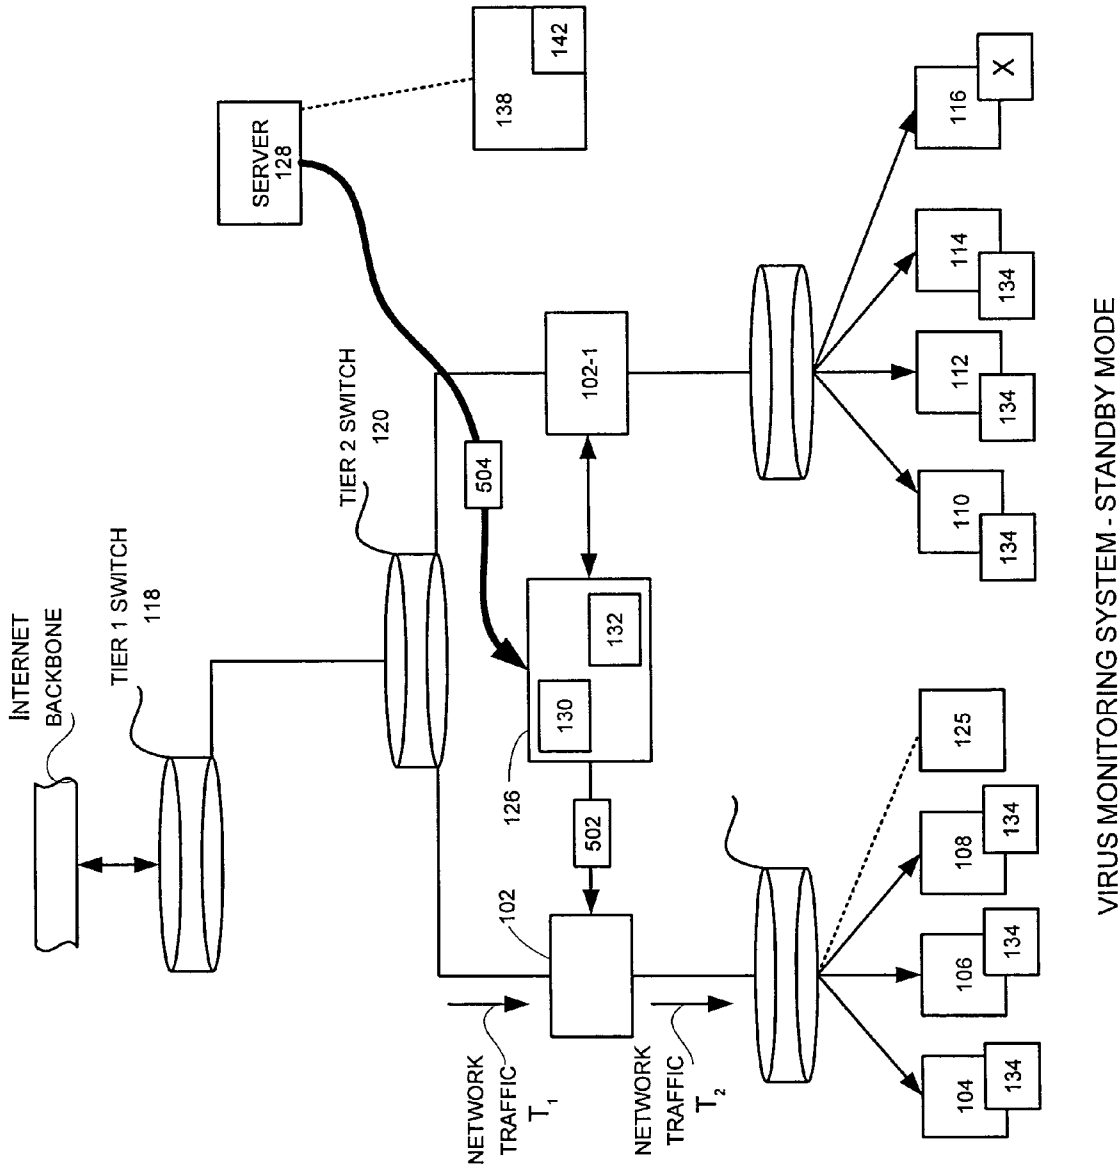 INTERNET
BACKBONE
TIER 1 SWITCH
118
TIER 2 SWITCH
120
SERVER
128
138
142
504
126
130
132
102-1
502
102
NETWORK
TRAFFIC
T1
NETWORK
TRAFFIC
T2
104
134
106
134
108
134
125
110
134
112
134
114
134
116
X
VIRUS MONITORING SYSTEM - STANDBY MODE